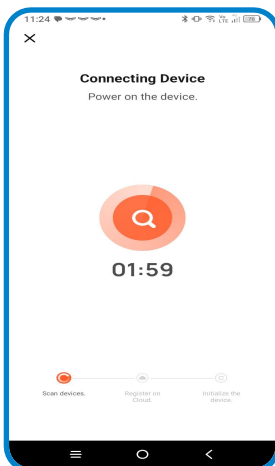 11:24
Connecting Device
Power on the device.
01:59
Scan devices.
Register on
Cloud.
Initialize the
device.